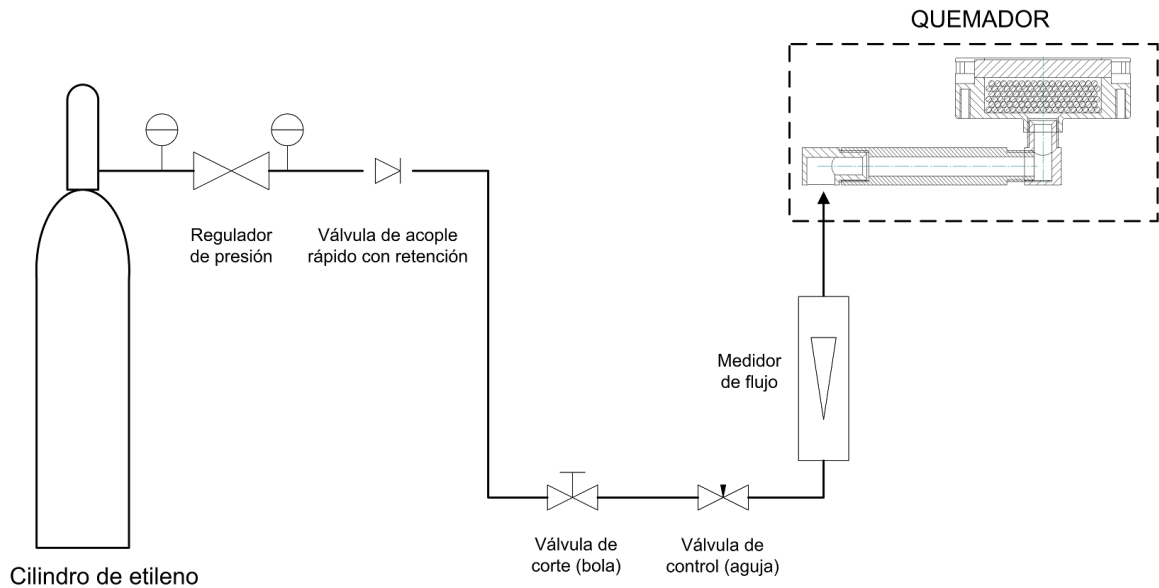 QUEMADOR
Regulador
de presión
Válvula de acople
rápido con retención
Medidor
de flujo
Válvula de
corte (bola)
Válvula de
control (aguja)
Cilindro de etileno